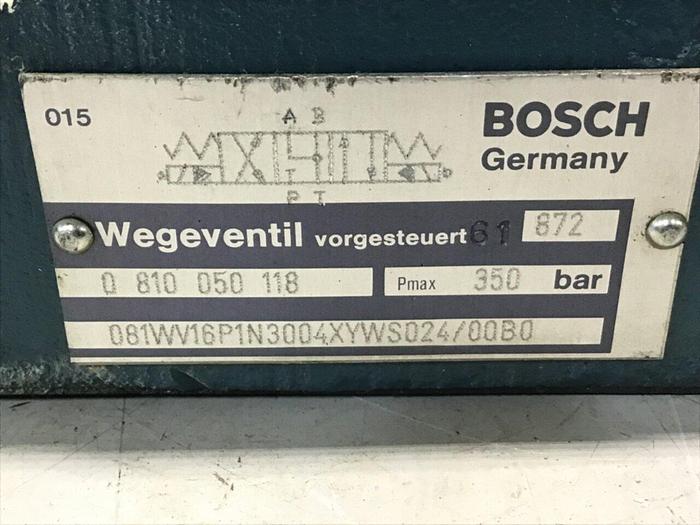 015
A B
BOSCH
Germany
P T
Wegeventil vorgesteuert 61 872
0 810 050 118
Pmax 350 bar
081WV16P1N3004XYWS024/00B0